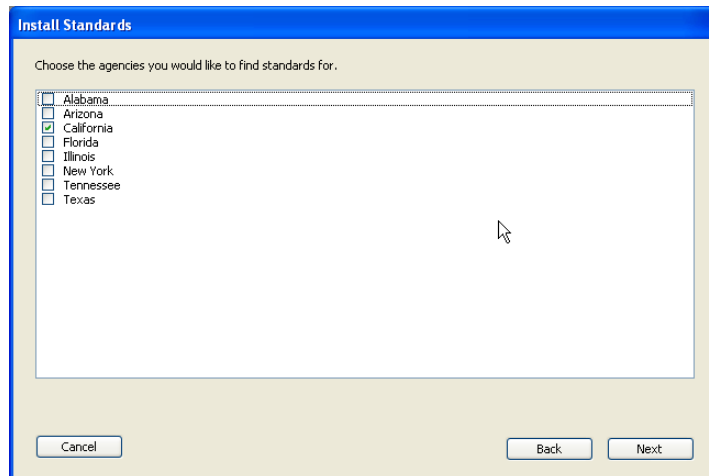 Install Standards
Choose the agencies you would like to find standards for.
Alabama
Arizona
California
Florida
Illinois
New York
Tennessee
Texas
Cancel
Back
Next